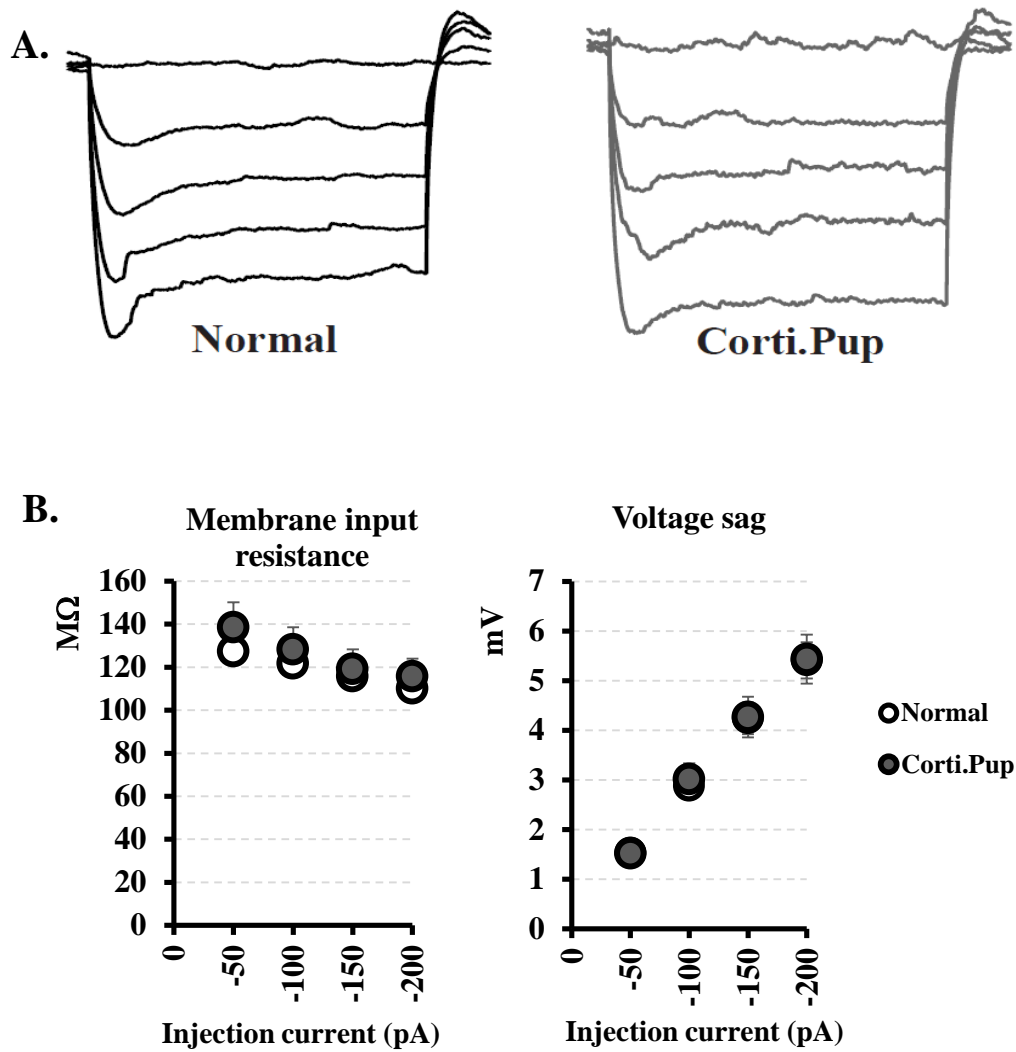 A.
Normal
Corti.Pup
B.
Membrane input
resistance
MΩ
160
140
120
100
80
60
40
20
0
0
-50
-100
-150
-200
Injection current (pA)
Voltage sag
mV
7
6
5
4
3
2
1
0
0
-50
-100
-150
-200
Injection current (pA)
Normal
Corti.Pup